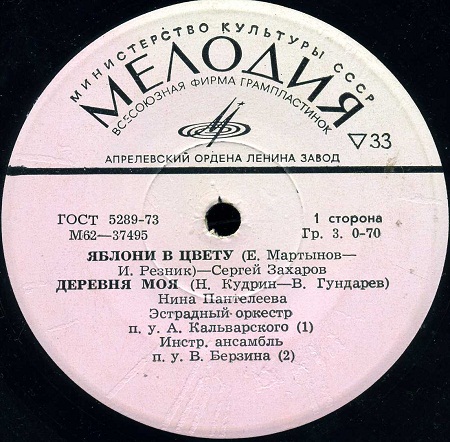 МИНИСТЕРСТВО КУЛЬТУРЫ СССР
МЕЛОДИЯ
ВСЕСОЮЗНАЯ ФИРМА ГРАМПЛАСТИНОК
▽33
АПРЕЛЕВСКИЙ ОРДЕНА ЛЕНИНА ЗАВОД
ГОСТ 5289-73 1 сторона
М62—37495 Гр. 3. 0-70
ЯБЛОНИ В ЦВЕТУ (Е. Мартынов—
И. Резник)—Сергей Захаров
ДЕРЕВНЯ МОЯ (Н. Кудрин—В. Гундарев)
Нина Пантелеева
Эстрадный оркестр
п. у. А. Кальварского (1)
Инстр. ансамбль
п. у. В. Берзина (2)